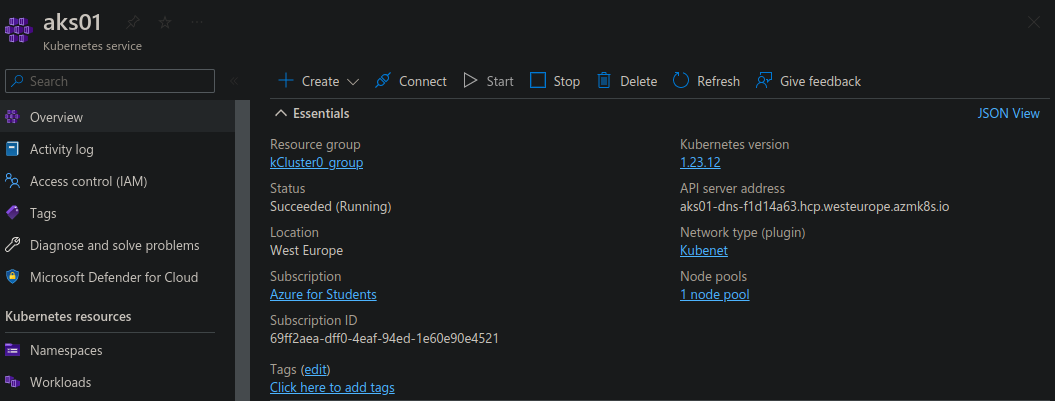 aks01
Kubernetes service
Search
Overview
Activity log
Access control (IAM)
Tags
Diagnose and solve problems
Microsoft Defender for Cloud
Kubernetes resources
Namespaces
Workloads
Create
Connect
Start
Stop
Delete
Refresh
Give feedback
Essentials
JSON View
Resource group
kCluster0_group
Status
Succeeded (Running)
Location
West Europe
Subscription
Azure for Students
Subscription ID
69ff2aea-dff0-4eaf-94ed-1e60e90e4521
Tags (edit)
Click here to add tags
Kubernetes version
1.23.12
API server address
aks01-dns-f1d14a63.hcp.westeurope.azmk8s.io
Network type (plugin)
Kubenet
Node pools
1 node pool